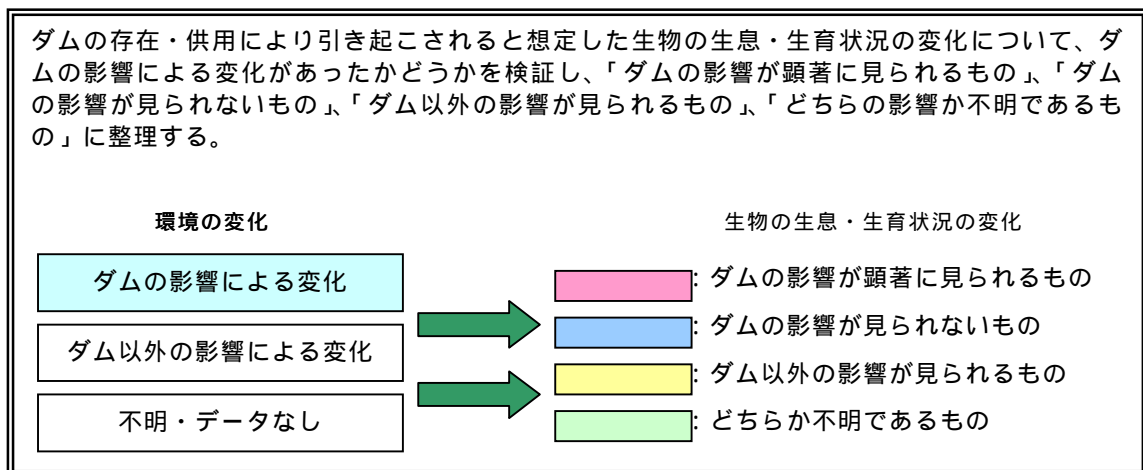 ダムの存在・供用により引き起こされると想定した生物の生息・生育状況の変化について、ダ
ムの影響による変化があったかどうかを検証し、「ダムの影響が顕著に見られるもの」、「ダム
の影響が見られないもの」、「ダム以外の影響が見られるもの」、「どちらの影響か不明であるも
の」に整理する。
環境の変化
ダムの影響による変化
ダム以外の影響による変化
不明・データなし
生物の生息・生育状況の変化
: ダムの影響が顕著に見られるもの
: ダムの影響が見られないもの
: ダム以外の影響が見られるもの
: どちらか不明であるもの